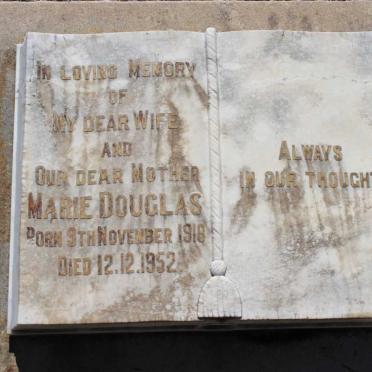 In Loving Memory
of
My Dear Wife
and
Our Dear Mother
Marie Douglas
Born 9th November 1918
Died 12.12.1952.
Always
in our thought